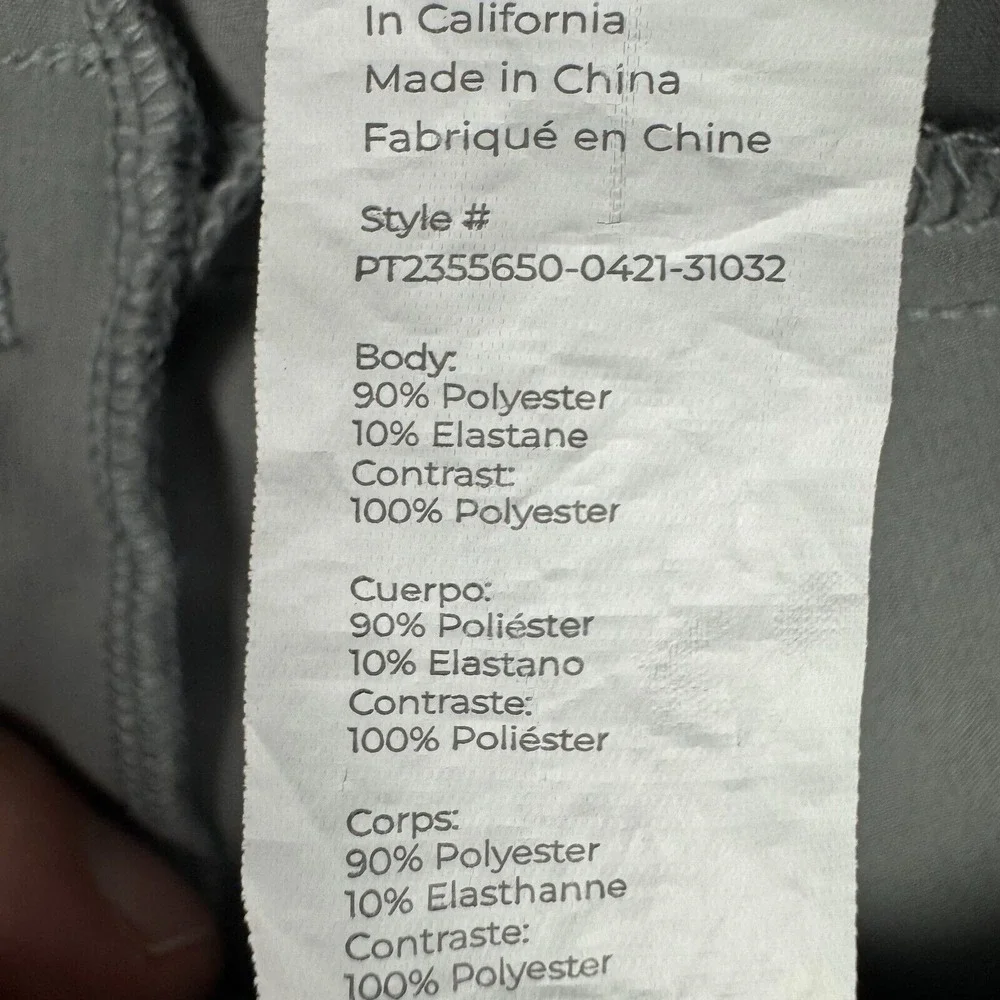 In California
Made in China
Fabriqué en Chine
Style #
PT2355650-0421-31032
Body:
90% Polyester
10% Elastane
Contrast:
100% Polyester
Cuerpo:
90% Poliéster
10% Elastano
Contraste:
100% Poliéster
Corps:
90% Polyester
10% Elasthanne
Contraste:
100% Polyester